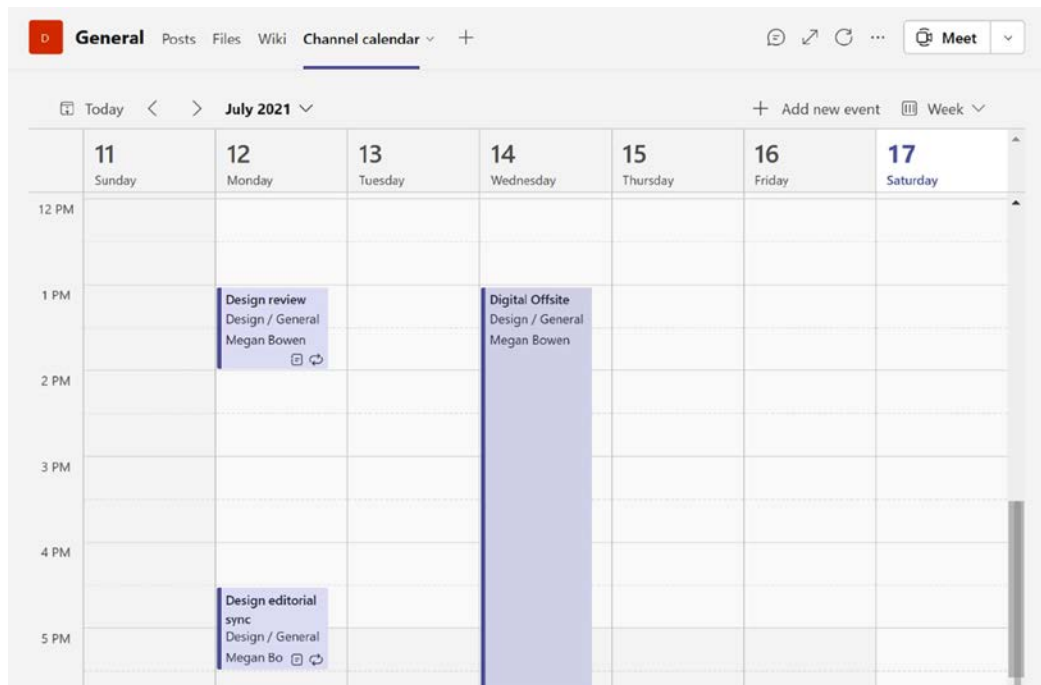 D General Posts Files Wiki Channel calendar Meet
Today July 2021 Add new event Week
11 12 13 14 15 16 17
Sunday Monday Tuesday Wednesday Thursday Friday Saturday
12 PM
1 PM
Design review
Design / General
Megan Bowen
Digital Offsite
Design / General
Megan Bowen
2 PM
3 PM
4 PM
Design editorial
sync
Design / General
Megan Bo
5 PM